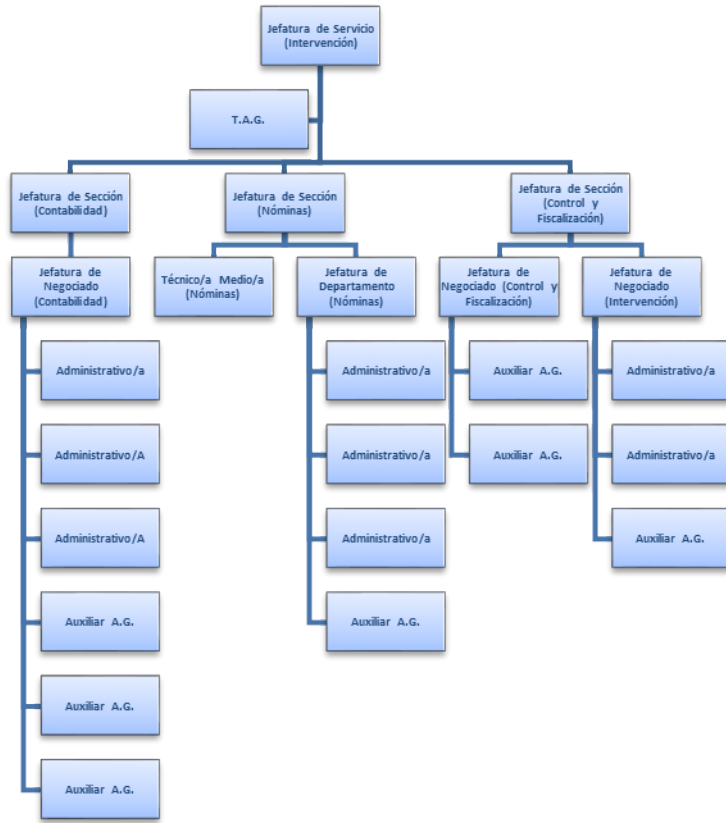 Jefatura de Servicio
(Intervención)
T.A.G.
Jefatura de Sección
(Contabilidad)
Jefatura de Sección
(Nóminas)
Jefatura de Sección
(Control y
Fiscalización)
Jefatura de
Negociado
(Contabilidad)
Técnico/a Medio/a
(Nóminas)
Jefatura de
Departamento
(Nóminas)
Jefatura de
Negociado (Control y
Fiscalización)
Jefatura de
Negociado
(Intervención)
Administrativo/a
Administrativo/a
Auxiliar A.G.
Administrativo/a
Administrativo/A
Administrativo/a
Auxiliar A.G.
Administrativo/a
Administrativo/A
Administrativo/a
Auxiliar A.G.
Auxiliar A.G.
Auxiliar A.G.
Auxiliar A.G.
Auxiliar A.G.